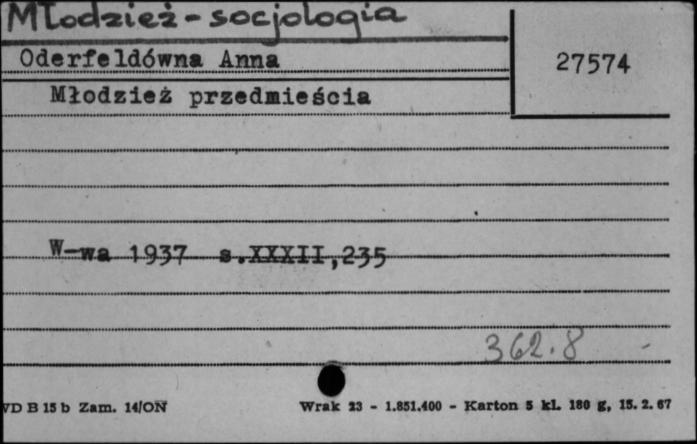 Młodzież - socjologia
Oderfeldówna Anna
27574
Młodzież przedmieścia
W-wa 1937 s.XXXII,235
362.8
VD B 15 b Zam. 14/ON Wrak 23 - 1.851.400 - Karton 5 kl. 180 g, 15. 2. 67